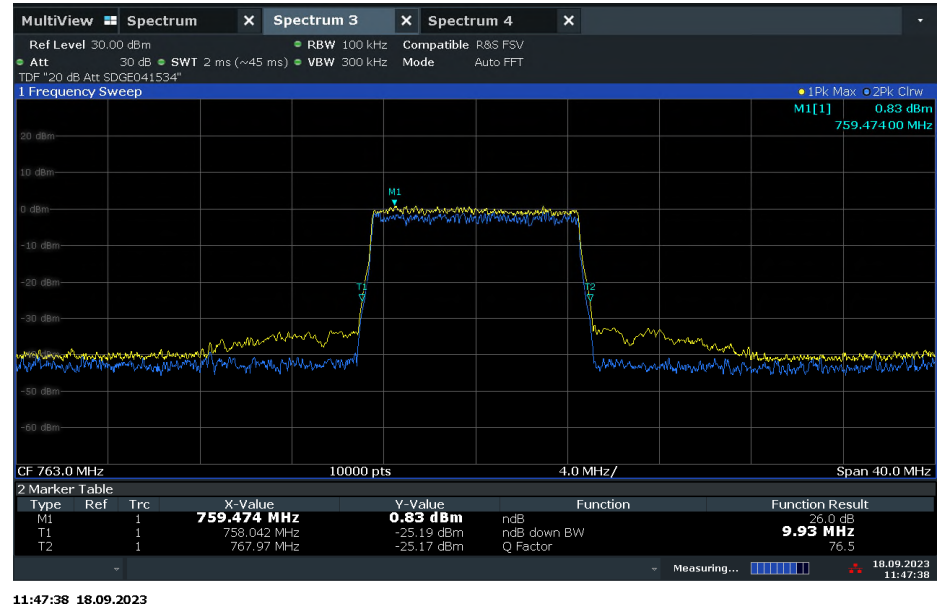 MultiView Spectrum X Spectrum 3 X Spectrum 4 X
Ref Level 30.00 dBm RBW 100 kHz Compatible R&S FSV
Att 30 dB SWT 2 ms (~45 ms) VBW 300 kHz Mode Auto FFT
TDF "20 dB Att SDGE041534"
1 Frequency Sweep 1Pk Max 2Pk Clrw
M1[1] 0.83 dBm
759.47400 MHz
20 dBm
10 dBm
M1
0 dBm
-10 dBm
-20 dBm
T1 T2
-30 dBm
-50 dBm
-60 dBm
CF 763.0 MHz 10000 pts 4.0 MHz/ Span 40.0 MHz
2 Marker Table
Type Ref Trc X-Value Y-Value Function Function Result
M1 1 759.474 MHz 0.83 dBm ndB 26.0 dB
T1 1 758.042 MHz -25.19 dBm ndB down BW 9.93 MHz
T2 1 767.97 MHz -25.17 dBm Q Factor 76.5
Measuring... 18.09.2023
11:47:38
11:47:38 18.09.2023